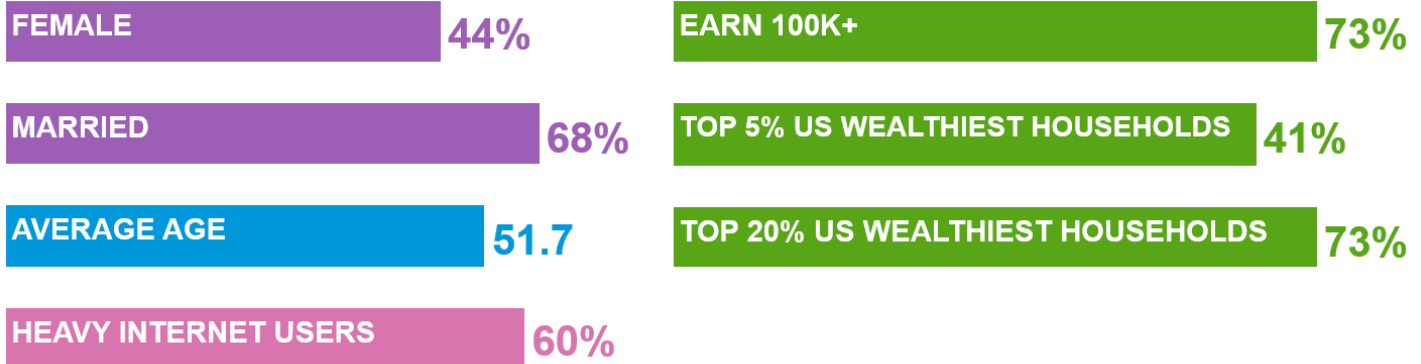 FEMALE 44%
MARRIED 68%
AVERAGE AGE 51.7
HEAVY INTERNET USERS 60%
EARN 100K+ 73%
TOP 5% US WEALTHIEST HOUSEHOLDS 41%
TOP 20% US WEALTHIEST HOUSEHOLDS 73%